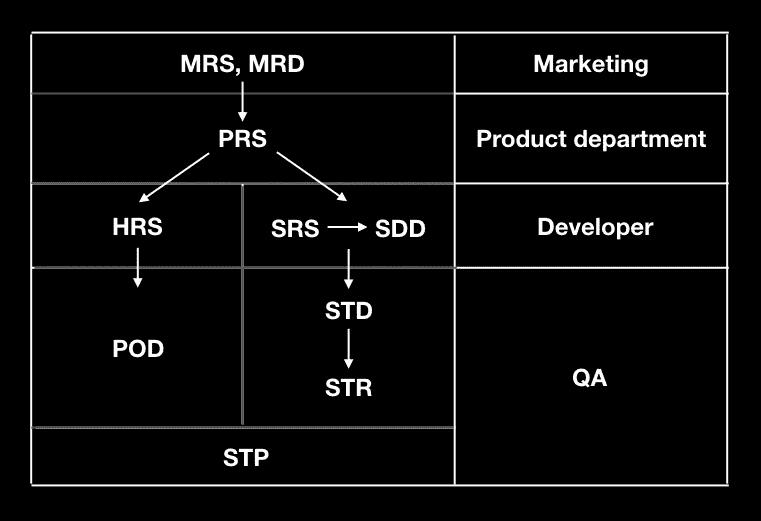 MRS, MRD
Marketing
PRS
Product department
HRS
SRS
SDD
Developer
STD
POD
STR
QA
STP